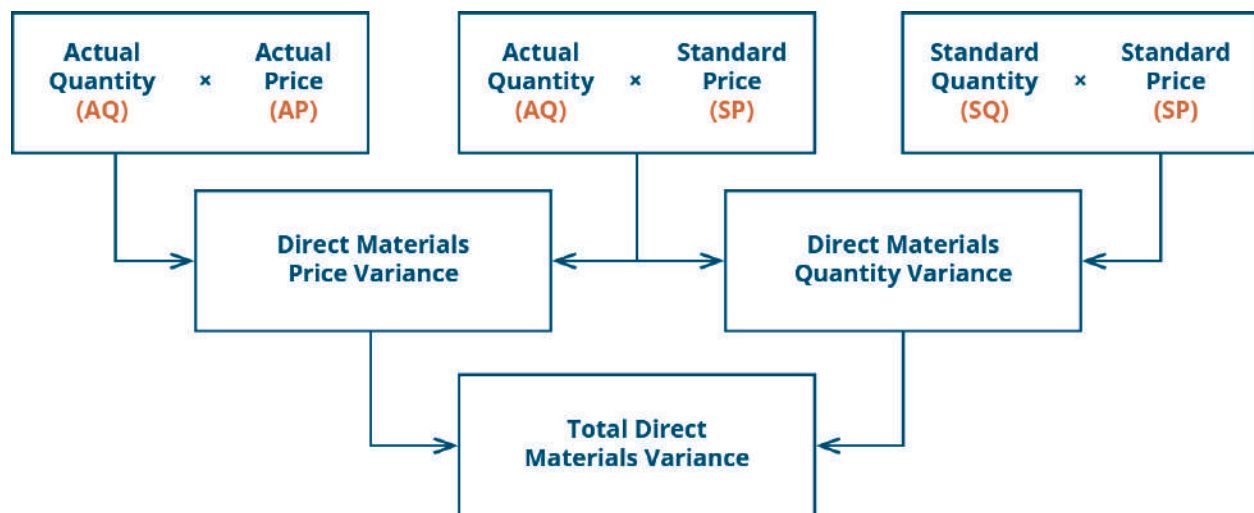 Actual Quantity (AQ) × Actual Price (AP)
Actual Quantity (AQ) × Standard Price (SP)
Standard Quantity (SQ) × Standard Price (SP)
Direct Materials
Price Variance
Direct Materials
Quantity Variance
Total Direct
Materials Variance